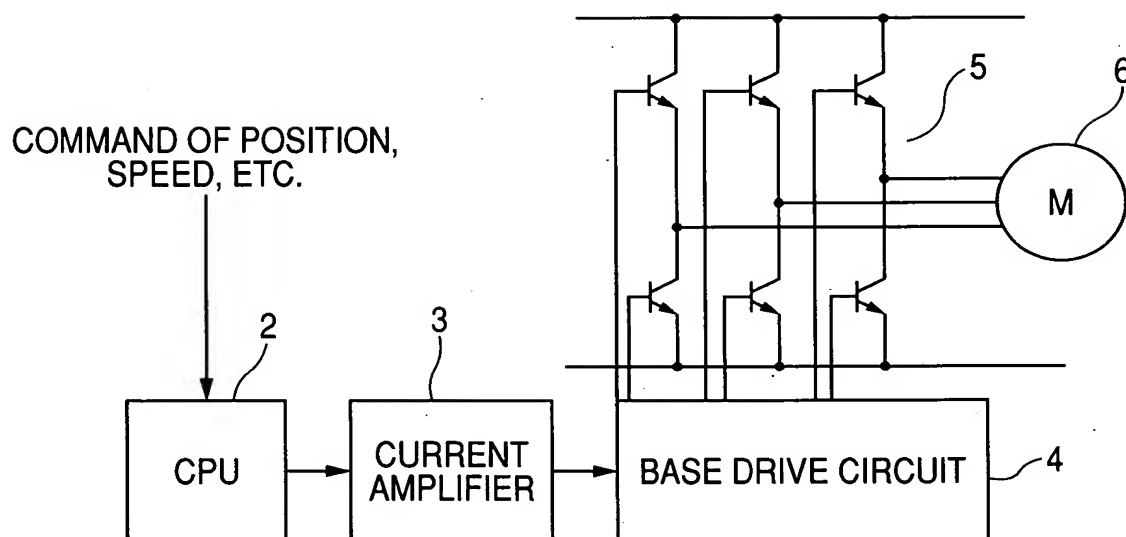 5
6
COMMAND OF POSITION,
SPEED, ETC.
M
2
3
CPU
CURRENT
AMPLIFIER
BASE DRIVE CIRCUIT
4